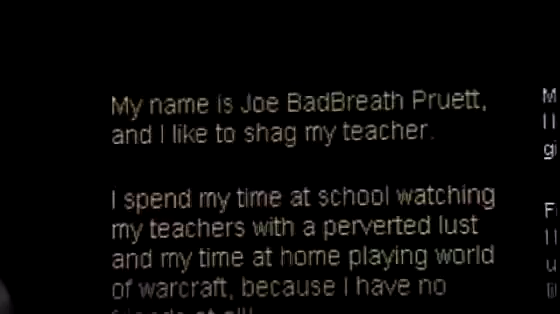 My name is Joe BadBreath Pruett,
and I like to shag my teacher.
I spend my time at school watching
my teachers with a perverted lust
and my time at home playing world
of warcraft, because I have no